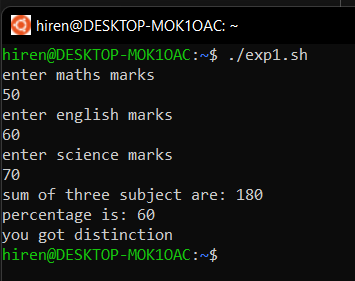 hiren@DESKTOP-MOK1OAC: ~
hiren@DESKTOP-MOK1OAC:~$ ./exp1.sh
enter maths marks
50
enter english marks
60
enter science marks
70
sum of three subject are: 180
percentage is: 60
you got distinction
hiren@DESKTOP-MOK1OAC:~$